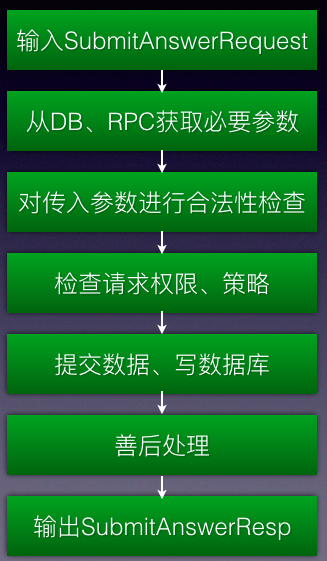 输入SubmitAnswerRequest
从DB、RPC获取必要参数
对传入参数进行合法性检查
检查请求权限、策略
提交数据、写数据库
善后处理
输出SubmitAnswerResp